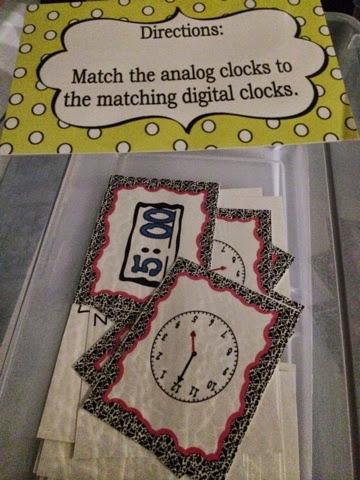 Directions:
Match the analog clocks to
the matching digital clocks.
5:00